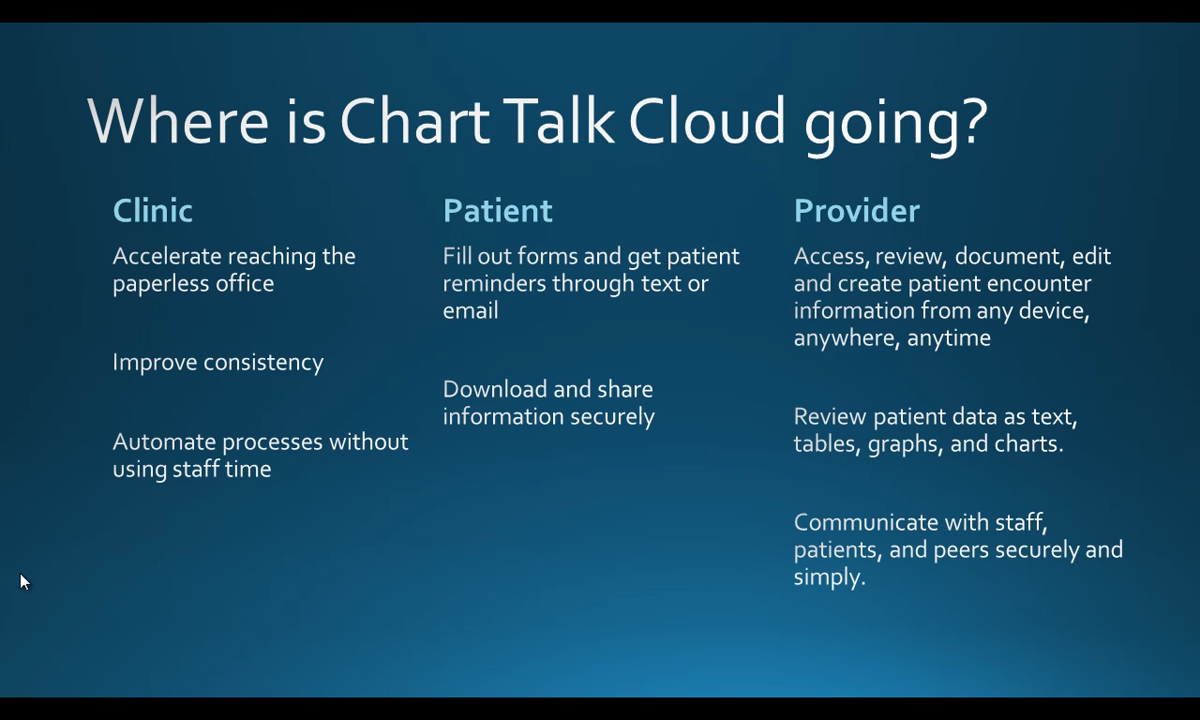 Where is Chart Talk Cloud going?
Clinic
Accelerate reaching the
paperless office
Improve consistency
Automate processes without
using staff time
Patient
Fill out forms and get patient
reminders through text or
email
Download and share
information securely
Provider
Access, review, document, edit
and create patient encounter
information from any device,
anywhere, anytime
Review patient data as text,
tables, graphs, and charts.
Communicate with staff,
patients, and peers securely and
simply.